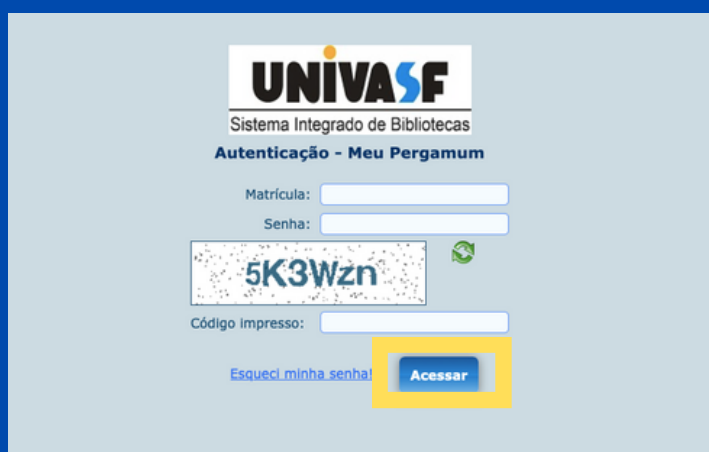 UNIVASF
Sistema Integrado de Bibliotecas
Autenticação - Meu Pergamum
Matrícula:
Senha:
5K3Wzn
Código impresso:
Esqueci minha senha! Acessar